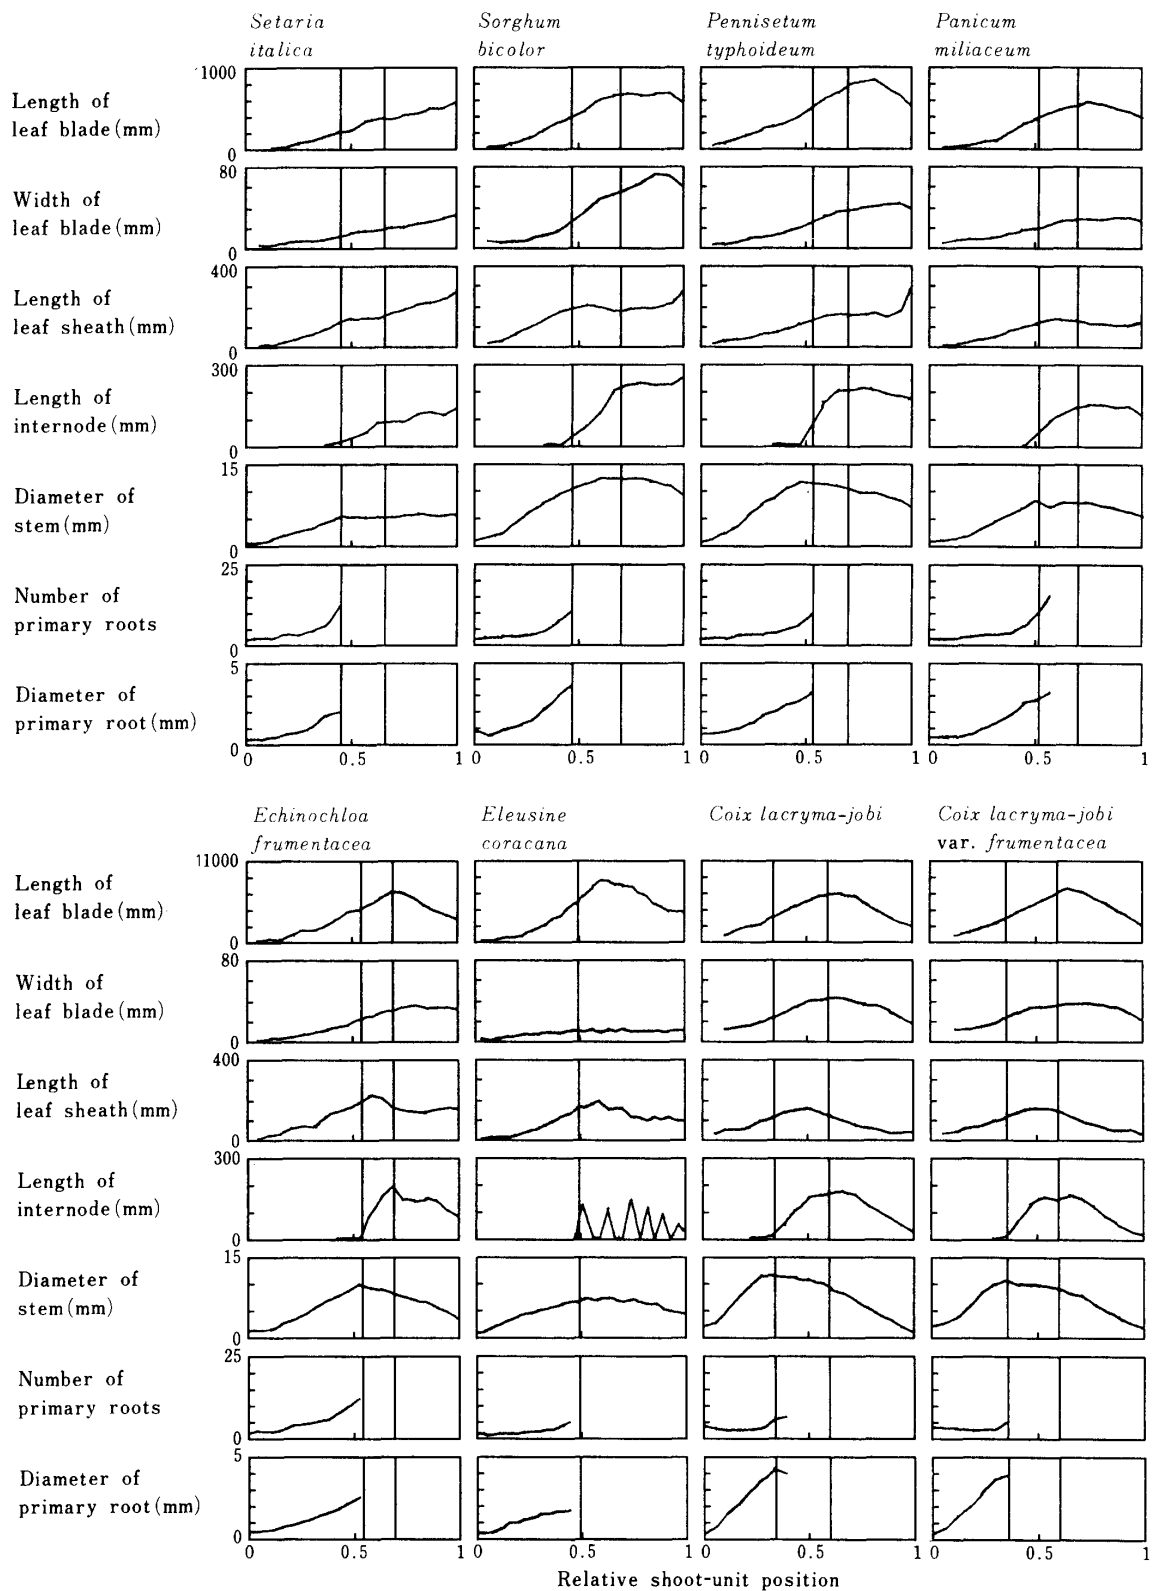 Setaria Sorghum Pennisetum Panicum
italica bicolor typhoideum miliaceum
1000
Length of
leaf blade(mm)
0
80
Width of
leaf blade(mm)
0
400
Length of
leaf sheath(mm)
0
300
Length of
internode(mm)
0
15
Diameter of
stem(mm)
0
25
Number of
primary roots
0
5
Diameter of
primary root(mm)
0
0 0.5 0 0.5 0 0.5 0 0.5 1
Echinochloa Eleusine Coix lacryma-jobi Coix lacryma-jobi
frumentacea coracana var. frumentacea
11000
Length of
leaf blade(mm)
0
80
Width of
leaf blade(mm)
0
400
Length of
leaf sheath(mm)
0
300
Length of
internode(mm)
0
15
Diameter of
stem(mm)
0
25
Number of
primary roots
0
5
Diameter of
primary root(mm)
0
0 0.5 0 0.5 0 0.5 0 0.5 1
Relative shoot-unit position